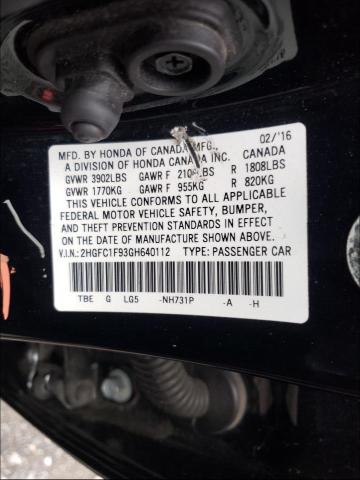 MFD. BY HONDA OF CANADA MFG., 02/'16
A DIVISION OF HONDA CANADA INC. CANADA
GVWR 3902LBS GAWR F LBS R 1808LBS
GVWR 1770KG GAWR F 955KG R 820KG
THIS VEHICLE CONFORMS TO ALL APPLICABLE
FEDERAL MOTOR VEHICLE SAFETY, BUMPER,
AND THEFT PREVENTION STANDARDS IN EFFECT
ON THE DATE OF MANUFACTURE SHOWN ABOVE.
V.I.N.: 2HGFC1F93GH640112 TYPE: PASSENGER CAR
TBE G LG5 -NH731P -A -H